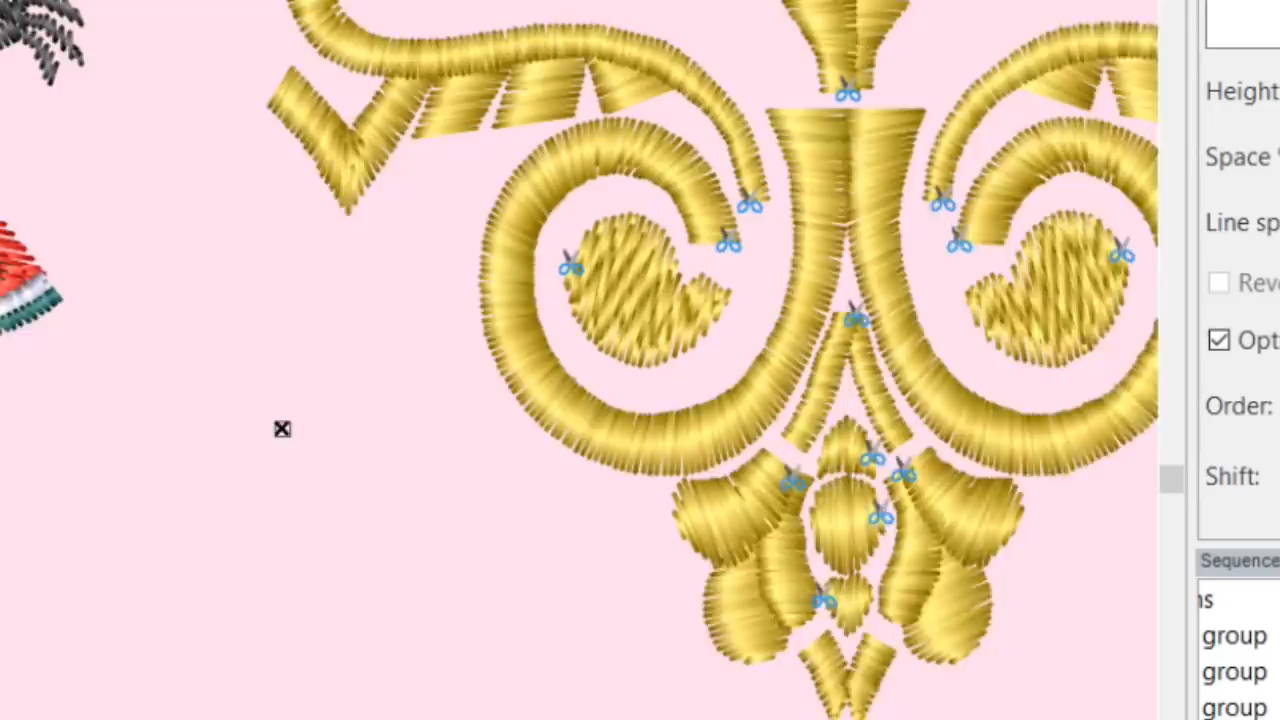 Height
Space
Line sp
Reve
Opt
Order:
Shift:
Sequence
ns
group
group
group